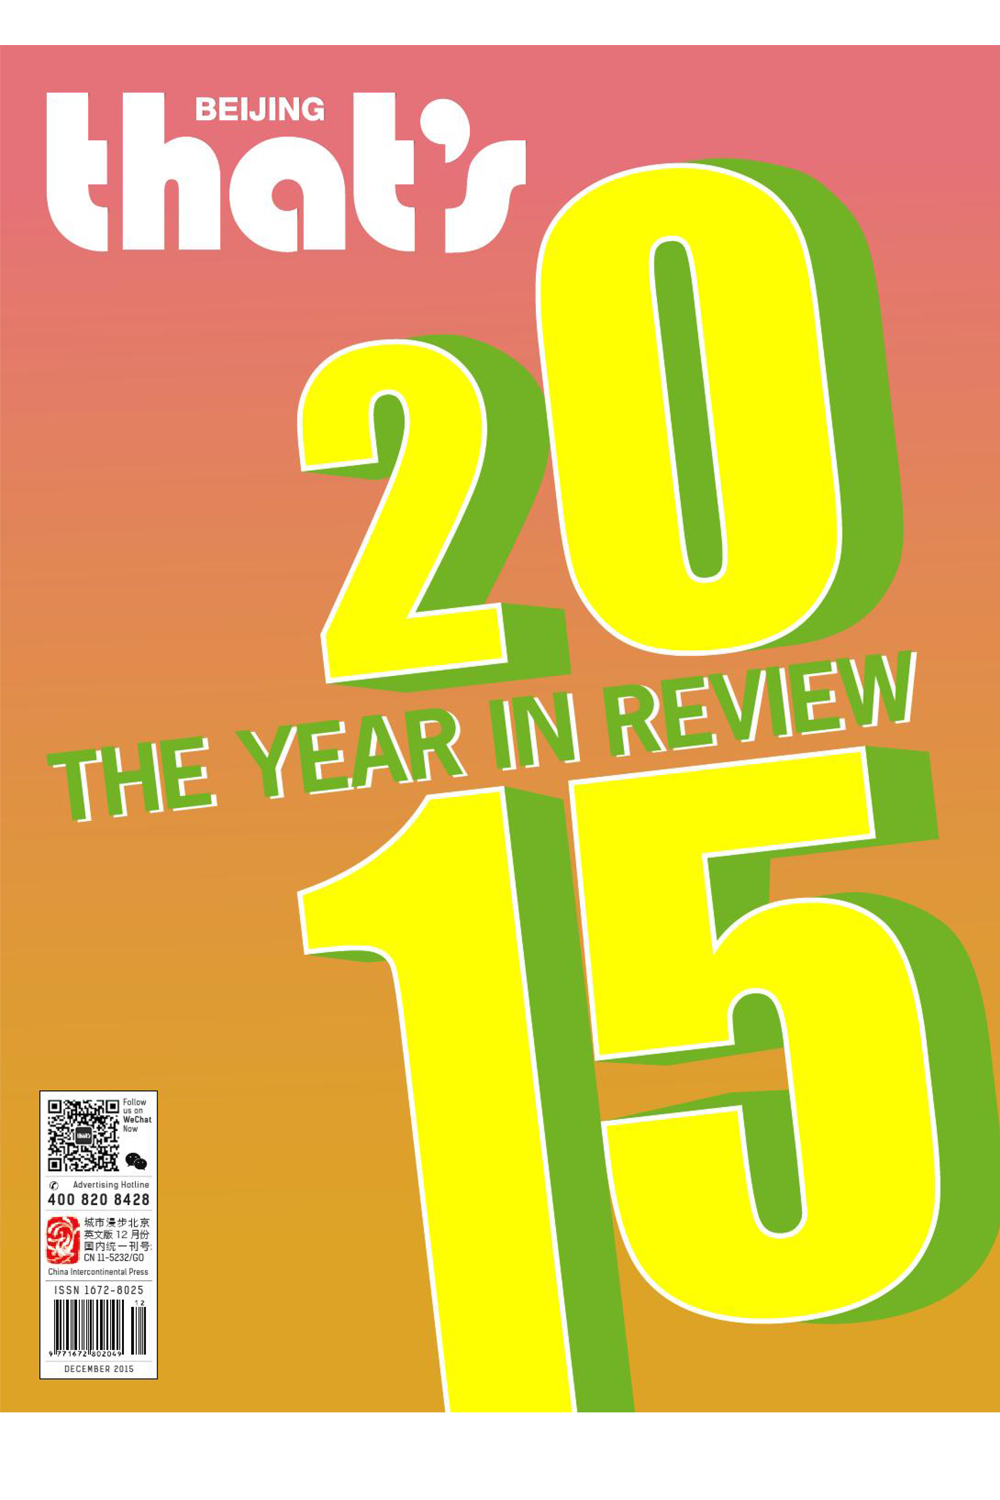 BEIJING
that's
20
THE YEAR IN REVIEW
15
Follow
us on
WeChat
Now
that's
Advertising Hotline
400 820 8428
城市漫步北京
英文版 12 月份
国内统一刊号:
CN 11-5232/G0
China Intercontinental Press
ISSN 1672-8025
12
9 771672 802049
DECEMBER 2015